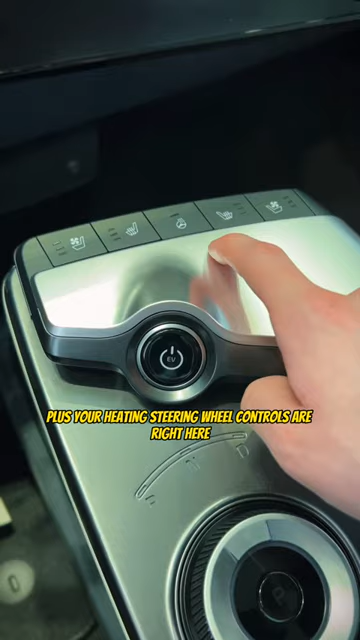 EV
PLUS YOUR HEATING STEERING WHEEL CONTROLS ARE
RIGHT HERE
R
N
D
P